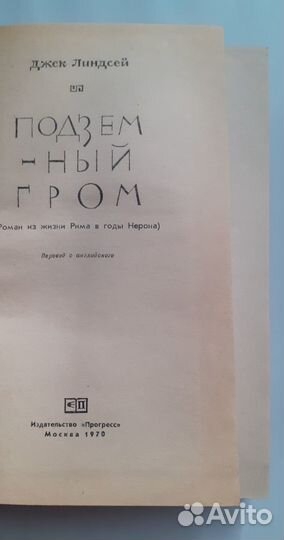 Джек Линдсей
ПОДЗЕМ
-НЫЙ
ГРОМ
Роман из жизни Рима в годы Нерона)
Перевод с английского
Издательство «Прогресс»
Москва 1970
Avito